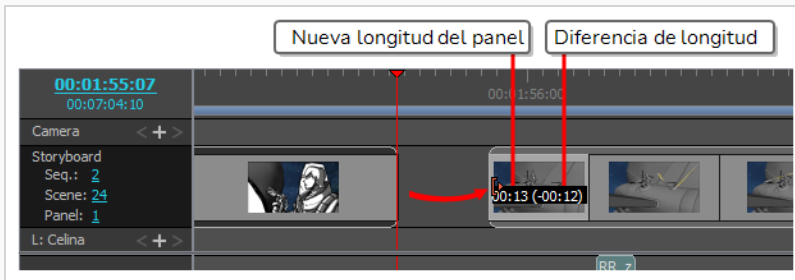 Nueva longitud del panel
Diferencia de longitud
00:01:55:07
00:07:04:10
00:01:56:00
Camera < + >
Storyboard
Seq.: 2
Scene: 24
Panel: 1
00:13 (-00:12)
L: Celina < + >
RR_z